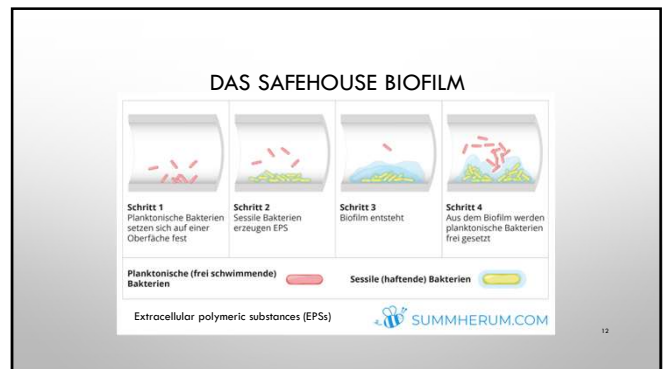 DAS SAFEHOUSE BIOFILM
Schritt 1
Planktonische Bakterien
setzen sich auf einer
Oberfäche fest
Schritt 2
Sessile Bakterien
erzeugen EPS
Schritt 3
Biofilm entsteht
Schritt 4
Aus dem Biofilm werden
planktonische Bakterien
frei gesetzt
Planktonische (frei schwimmende)
Bakterien
Sessile (haftende) Bakterien
Extracellular polymeric substances (EPSs)
SUMMHERUM.COM
12